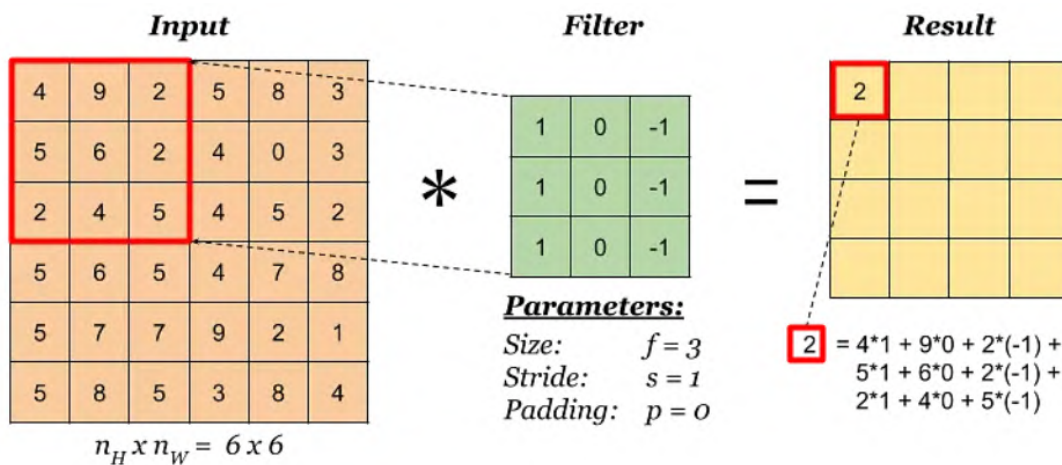 Input
Filter
Result
4 9 2 5 8 3
5 6 2 4 0 3
2 4 5 4 5 2
5 6 5 4 7 8
5 7 7 9 2 1
5 8 5 3 8 4
n_H x n_W = 6 x 6
*
1 0 -1
1 0 -1
1 0 -1
Parameters:
Size: f = 3
Stride: s = 1
Padding: p = 0
=
2
2 = 4*1 + 9*0 + 2*(-1) +
5*1 + 6*0 + 2*(-1) +
2*1 + 4*0 + 5*(-1)